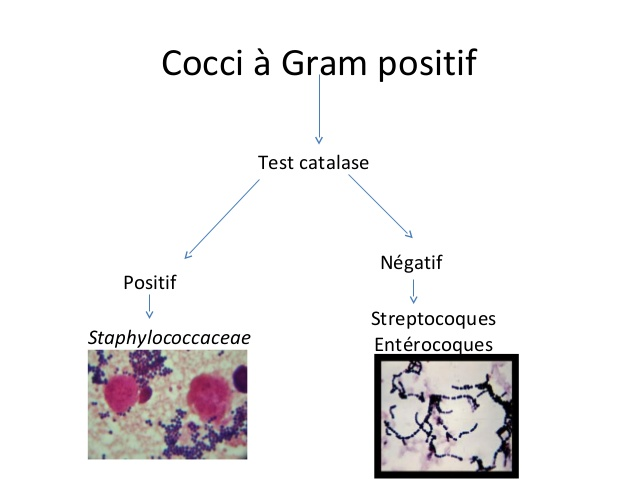 Cocci à Gram positif
Test catalase
Positif
Négatif
Staphylococcaceae
Streptocoques
Entérocoques